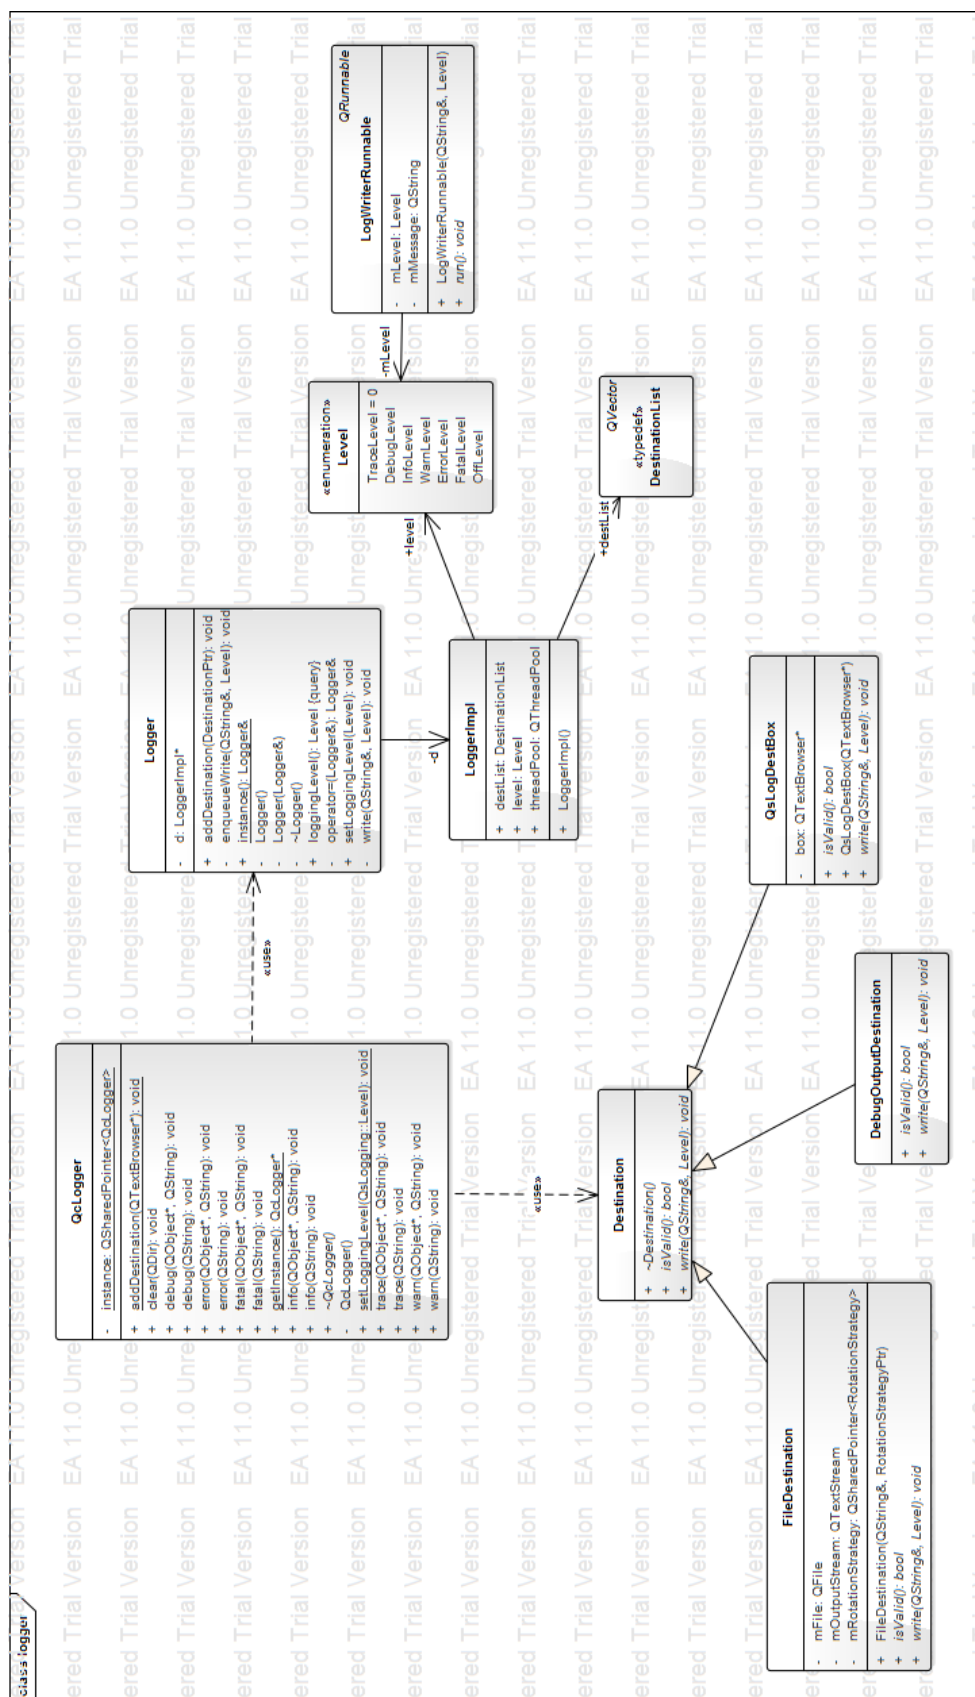 class logger
QcLogger
- instance: QSharedPointer<QcLogger>
+ addDestination(QTextBrowser*): void
+ clear(QDir): void
+ debug(QObject*, QString): void
+ debug(QString): void
+ error(QObject*, QString): void
+ error(QString): void
+ fatal(QObject*, QString): void
+ fatal(QString): void
+ getInstance(): QcLogger*
+ info(QObject*, QString): void
+ info(QString): void
+ ~QcLogger()
- QcLogger()
+ setLoggingLevel(QsLogging::Level): void
+ trace(QObject*, QString): void
+ trace(QString): void
+ warn(QObject*, QString): void
+ warn(QString): void
«use»
Logger
- d: LoggerImpl*
+ addDestination(DestinationPtr): void
- enqueueWrite(QString&, Level): void
+ instance(): Logger&
- Logger()
- Logger(Logger&)
- ~Logger()
+ loggingLevel(): Level {query}
- operator=(Logger&): Logger&
+ setLoggingLevel(Level): void
- write(QString&, Level): void
-d
LoggerImpl
+ destList: DestinationList
+ level: Level
+ threadPool: QThreadPool
+ LoggerImpl()
+level
«enumeration»
Level
TraceLevel = 0
DebugLevel
InfoLevel
WarnLevel
ErrorLevel
FatalLevel
OffLevel
-mLevel
QRunnable
LogWriterRunnable
- mLevel: Level
- mMessage: QString
+ LogWriterRunnable(QString&, Level)
+ run(): void
+destList
QVector
«typedef»
DestinationList
«use»
Destination
+ ~Destination()
+ isValid(): bool
+ write(QString&, Level): void
FileDestination
- mFile: QFile
- mOutputStream: QTextStream
- mRotationStrategy: QSharedPointer<RotationStrategy>
+ FileDestination(QString&, RotationStrategyPtr)
+ isValid(): bool
+ write(QString&, Level): void
DebugOutputDestination
+ isValid(): bool
+ write(QString&, Level): void
QsLogDestBox
- box: QTextBrowser*
+ isValid(): bool
+ QsLogDestBox(QTextBrowser*)
+ write(QString&, Level): void
EA 11.0 Unregistered Trial Version